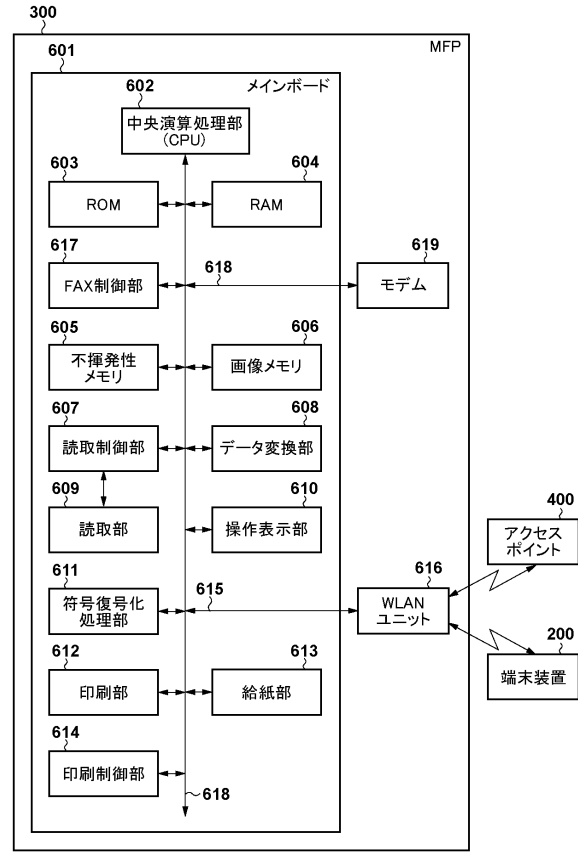 300
MFP
601
メインボード
602
中央演算処理部
(CPU)
603
ROM
604
RAM
617
FAX制御部
618
619
モデム
605
不揮発性
メモリ
606
画像メモリ
607
読取制御部
608
データ変換部
609
読取部
610
操作表示部
400
アクセス
ポイント
611
符号復号化
処理部
615
616
WLAN
ユニット
612
印刷部
613
給紙部
200
端末装置
614
印刷制御部
618